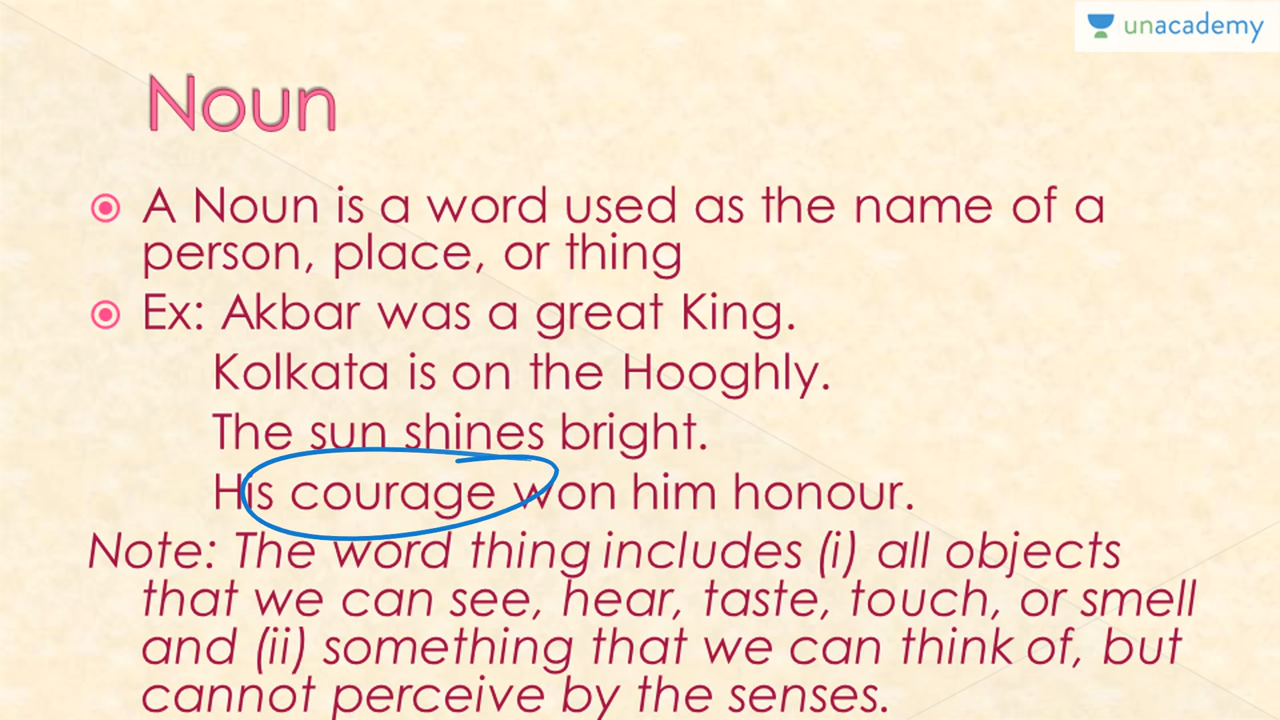 unacademy
Noun
A Noun is a word used as the name of a
person, place, or thing
Ex: Akbar was a great King.
Kolkata is on the Hooghly.
The sun shines bright.
His courage won him honour.
Note: The word thing includes (i) all objects
that we can see, hear, taste, touch, or smell
and (ii) something that we can think of, but
cannot perceive by the senses.